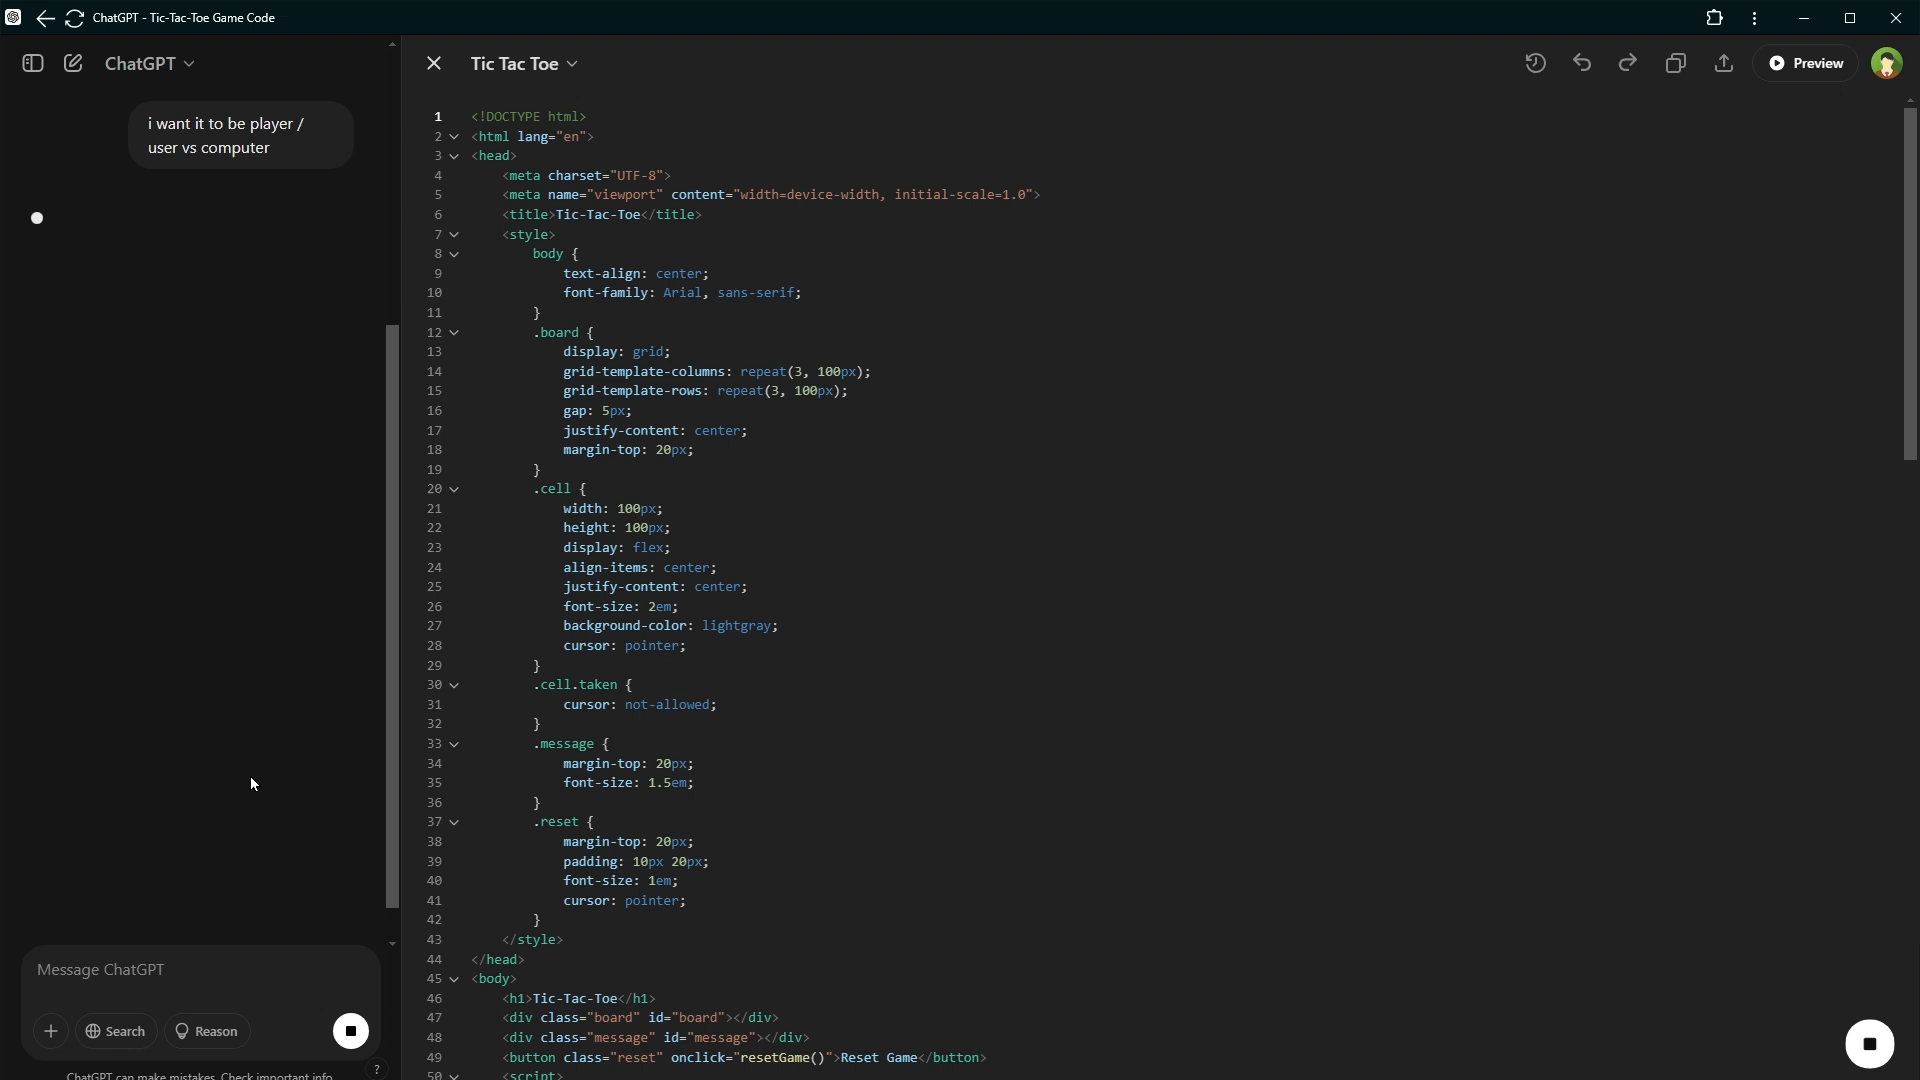 ChatGPT - Tic-Tac-Toe Game Code
ChatGPT
i want it to be player /
user vs computer
Message ChatGPT
Search
Reason
ChatGPT can make mistakes. Check important info.
?
Tic Tac Toe
Preview
1 <!DOCTYPE html>
2 <html lang="en">
3 <head>
4 <meta charset="UTF-8">
5 <meta name="viewport" content="width=device-width, initial-scale=1.0">
6 <title>Tic-Tac-Toe</title>
7 <style>
8 body {
9 text-align: center;
10 font-family: Arial, sans-serif;
11 }
12 .board {
13 display: grid;
14 grid-template-columns: repeat(3, 100px);
15 grid-template-rows: repeat(3, 100px);
16 gap: 5px;
17 justify-content: center;
18 margin-top: 20px;
19 }
20 .cell {
21 width: 100px;
22 height: 100px;
23 display: flex;
24 align-items: center;
25 justify-content: center;
26 font-size: 2em;
27 background-color: lightgray;
28 cursor: pointer;
29 }
30 .cell.taken {
31 cursor: not-allowed;
32 }
33 .message {
34 margin-top: 20px;
35 font-size: 1.5em;
36 }
37 .reset {
38 margin-top: 20px;
39 padding: 10px 20px;
40 font-size: 1em;
41 cursor: pointer;
42 }
43 </style>
44 </head>
45 <body>
46 <h1>Tic-Tac-Toe</h1>
47 <div class="board" id="board"></div>
48 <div class="message" id="message"></div>
49 <button class="reset" onclick="resetGame()">Reset Game</button>
50 <script>